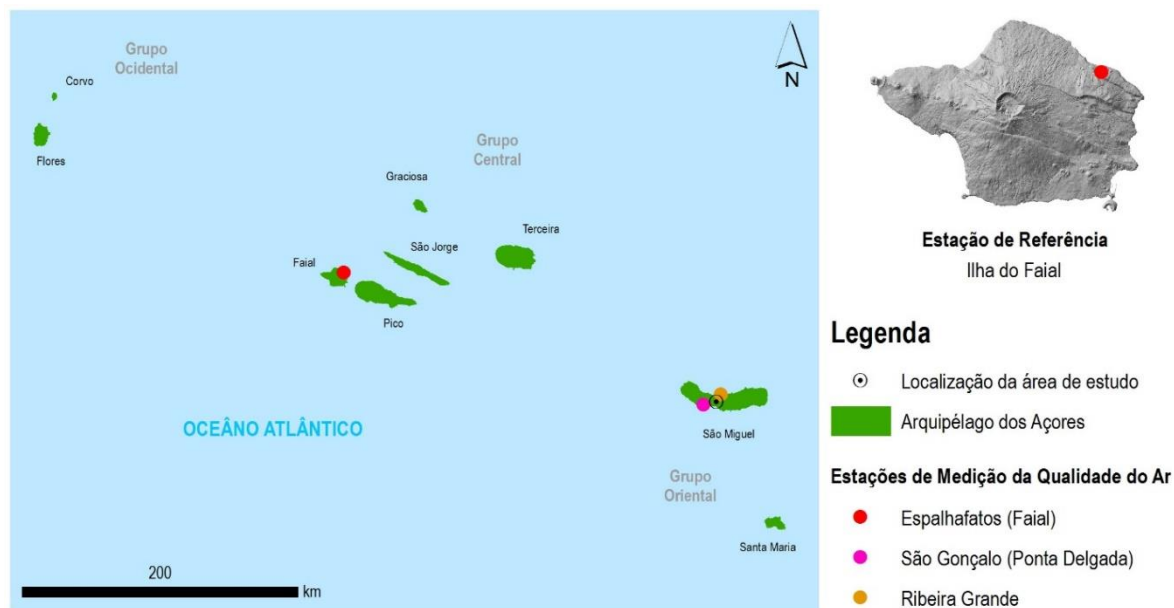 Grupo
Ocidental
Corvo
Flores
N
Grupo
Central
Graciosa
São Jorge
Terceira
Faial
Pico
OCEÂNO ATLÂNTICO
São Miguel
Grupo
Oriental
Santa Maria
200
km
Estação de Referência
Ilha do Faial
Legenda
Localização da área de estudo
Arquipélago dos Açores
Estações de Medição da Qualidade do Ar
Espalhafatos (Faial)
São Gonçalo (Ponta Delgada)
Ribeira Grande